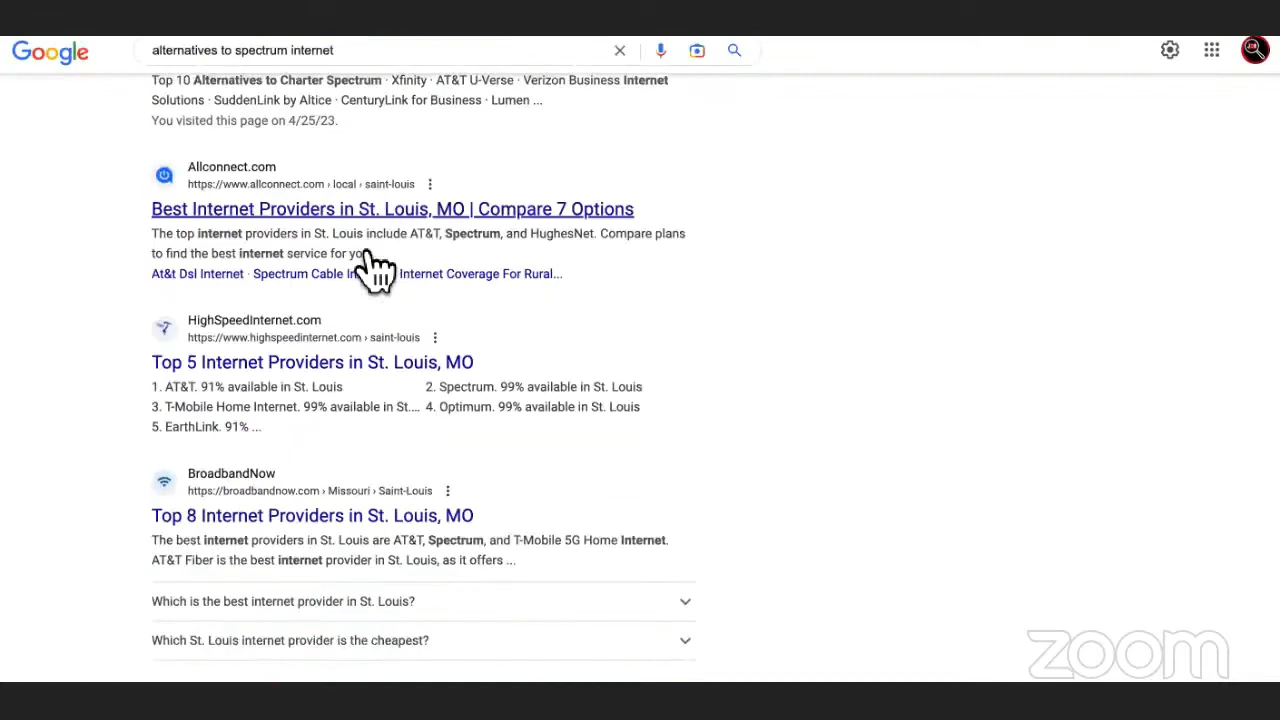 Google
alternatives to spectrum internet
Top 10 Alternatives to Charter Spectrum · Xfinity · AT&T U-Verse · Verizon Business Internet
Solutions · SuddenLink by Altice · CenturyLink for Business · Lumen ...
You visited this page on 4/25/23.
Allconnect.com
https://www.allconnect.com › local › saint-louis
Best Internet Providers in St. Louis, MO | Compare 7 Options
The top internet providers in St. Louis include AT&T, Spectrum, and HughesNet. Compare plans
to find the best internet service for
At&t Dsl Internet · Spectrum Cable Internet Coverage For Rural...
HighSpeedInternet.com
https://www.highspeedinternet.com › saint-louis
Top 5 Internet Providers in St. Louis, MO
1. AT&T. 91% available in St. Louis 2. Spectrum. 99% available in St. Louis
3. T-Mobile Home Internet. 99% available in St.... 4. Optimum. 99% available in St. Louis
5. EarthLink. 91% ...
BroadbandNow
https://broadbandnow.com › Missouri › Saint-Louis
Top 8 Internet Providers in St. Louis, MO
The best internet providers in St. Louis are AT&T, Spectrum, and T-Mobile 5G Home Internet.
AT&T Fiber is the best internet provider in St. Louis, as it offers ...
Which is the best internet provider in St. Louis?
Which St. Louis internet provider is the cheapest?
zoom